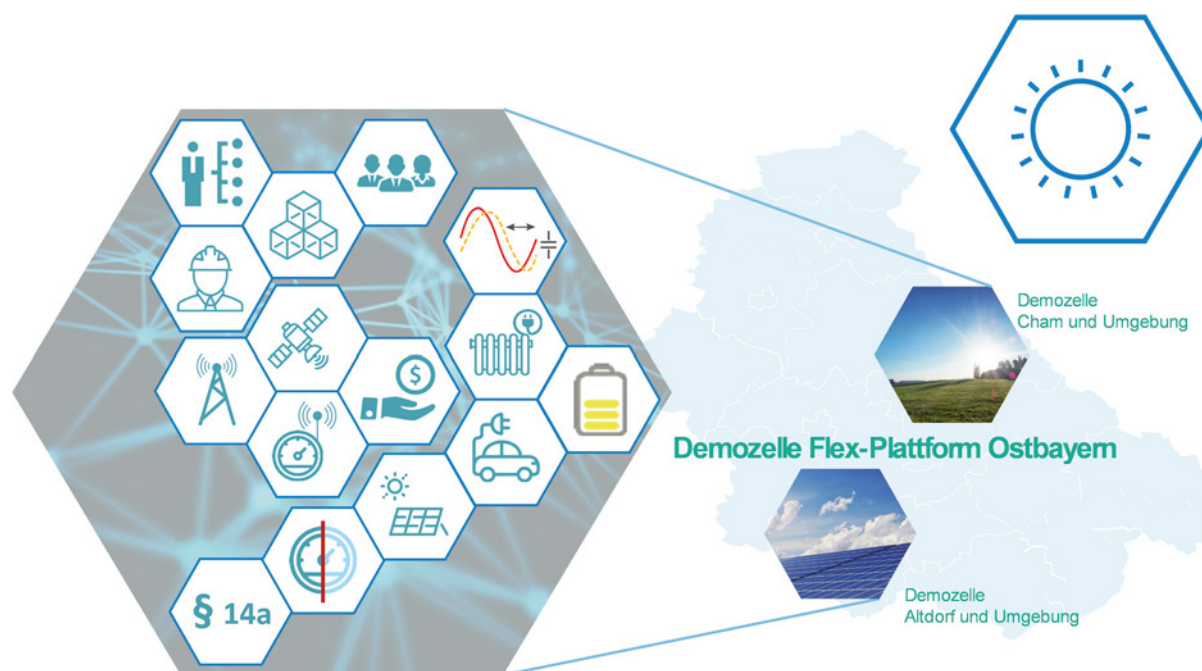 Demozelle
Cham und Umgebung
$
Demozelle Flex-Plattform Ostbayern
Demozelle
Altdorf und Umgebung
§ 14a